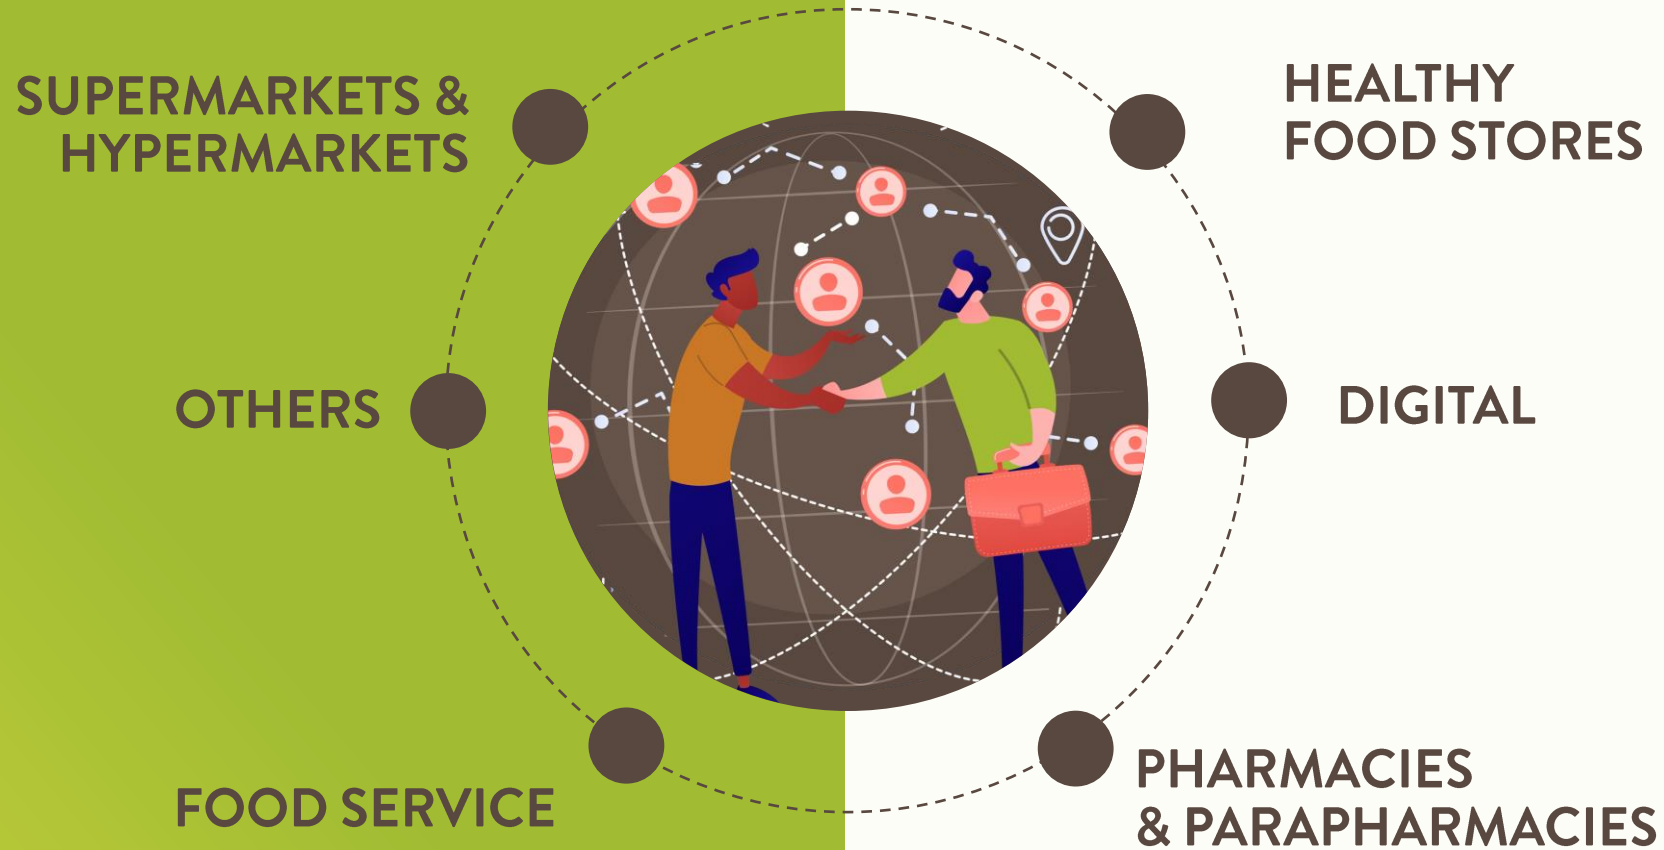 SUPERMARKETS &
HYPERMARKETS
HEALTHY
FOOD STORES
OTHERS
DIGITAL
FOOD SERVICE
PHARMACIES
& PARAPHARMACIES